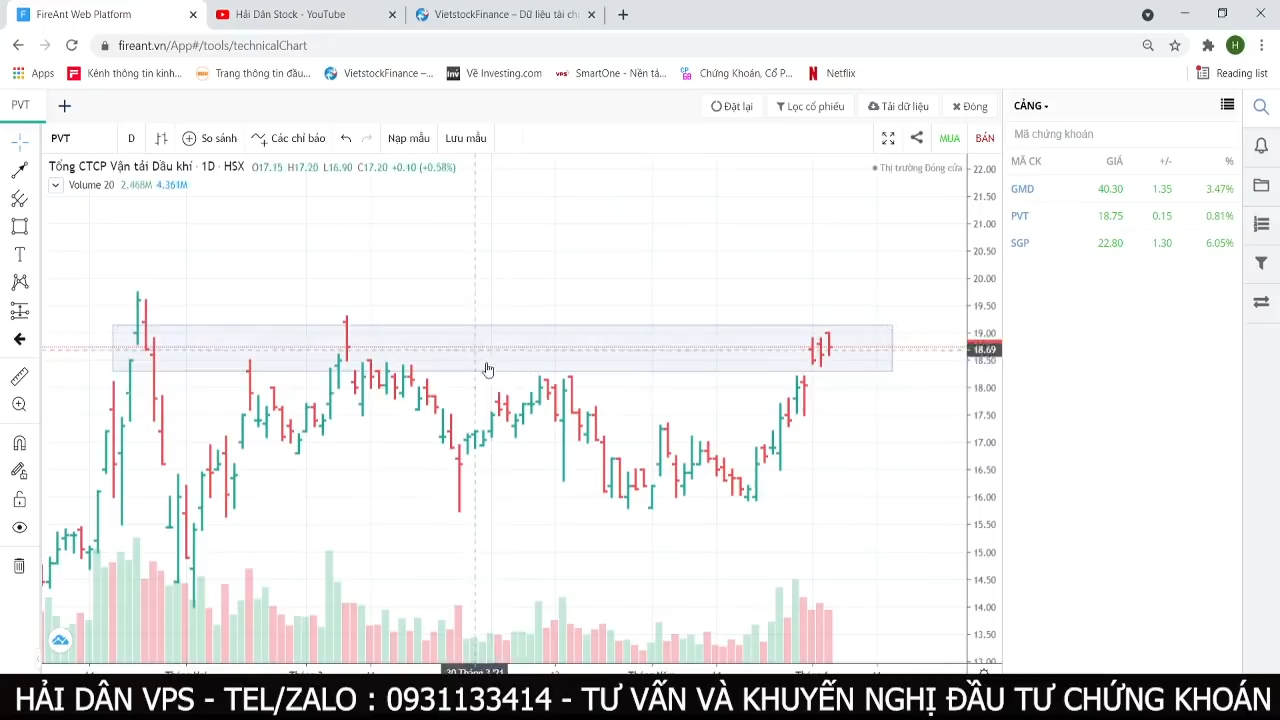 FireAnt Web Platform
Hải Dân Stock - YouTube
VietstockFinance – Dữ liệu tài ch
fireant.vn/App#/tools/technicalChart
H
Apps
Kênh thông tin kinh...
Trang thông tin đầu...
VietstockFinance –...
Về Investing.com
SmartOne - Nền tả...
Chứng Khoán, Cổ P...
Netflix
Reading list
PVT
Đặt lại
Lọc cổ phiếu
Tải dữ liệu
Đóng
CẢNG
PVT
D
So sánh
Các chỉ báo
Nạp mẫu
Lưu mẫu
MUA
BÁN
Mã chứng khoán
Tổng CTCP Vận tải Dầu khí · 1D · HSX O17.15 H17.20 L16.90 C17.20 +0.10 (+0.58%)
Thị trường Đóng cửa
Volume 20 2.468M 4.361M
MÃ CK GIÁ +/- %
GMD 40.30 1.35 3.47%
PVT 18.75 0.15 0.81%
SGP 22.80 1.30 6.05%
22.00
21.50
21.00
20.50
20.00
19.50
19.00
18.69
18.50
18.00
17.50
17.00
16.50
16.00
15.50
15.00
14.50
14.00
13.50
13.00
HẢI DÂN VPS - TEL/ZALO : 0931133414 - TƯ VẤN VÀ KHUYẾN NGHỊ ĐẦU TƯ CHỨNG KHOÁN